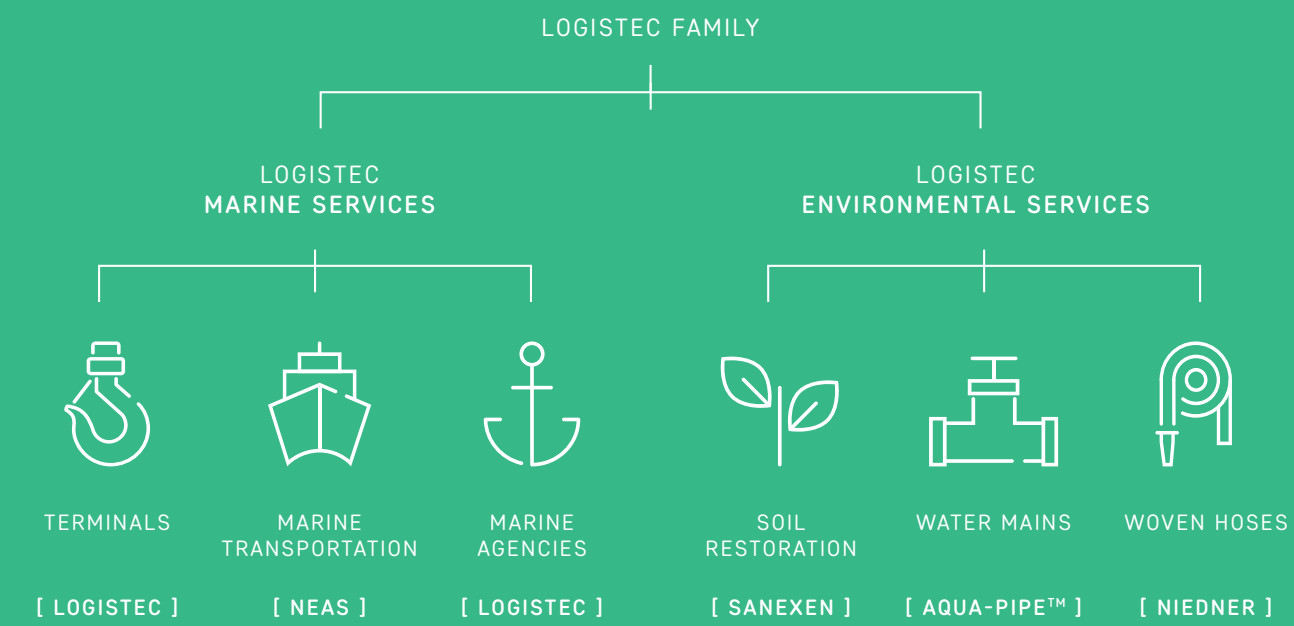 LOGISTEC FAMILY
LOGISTEC
MARINE SERVICES
LOGISTEC
ENVIRONMENTAL SERVICES
TERMINALS
MARINE
TRANSPORTATION
MARINE
AGENCIES
SOIL
RESTORATION
WATER MAINS
WOVEN HOSES
[ LOGISTEC ]
[ NEAS ]
[ LOGISTEC ]
[ SANEXEN ]
[ AQUA-PIPE™ ]
[ NIEDNER ]